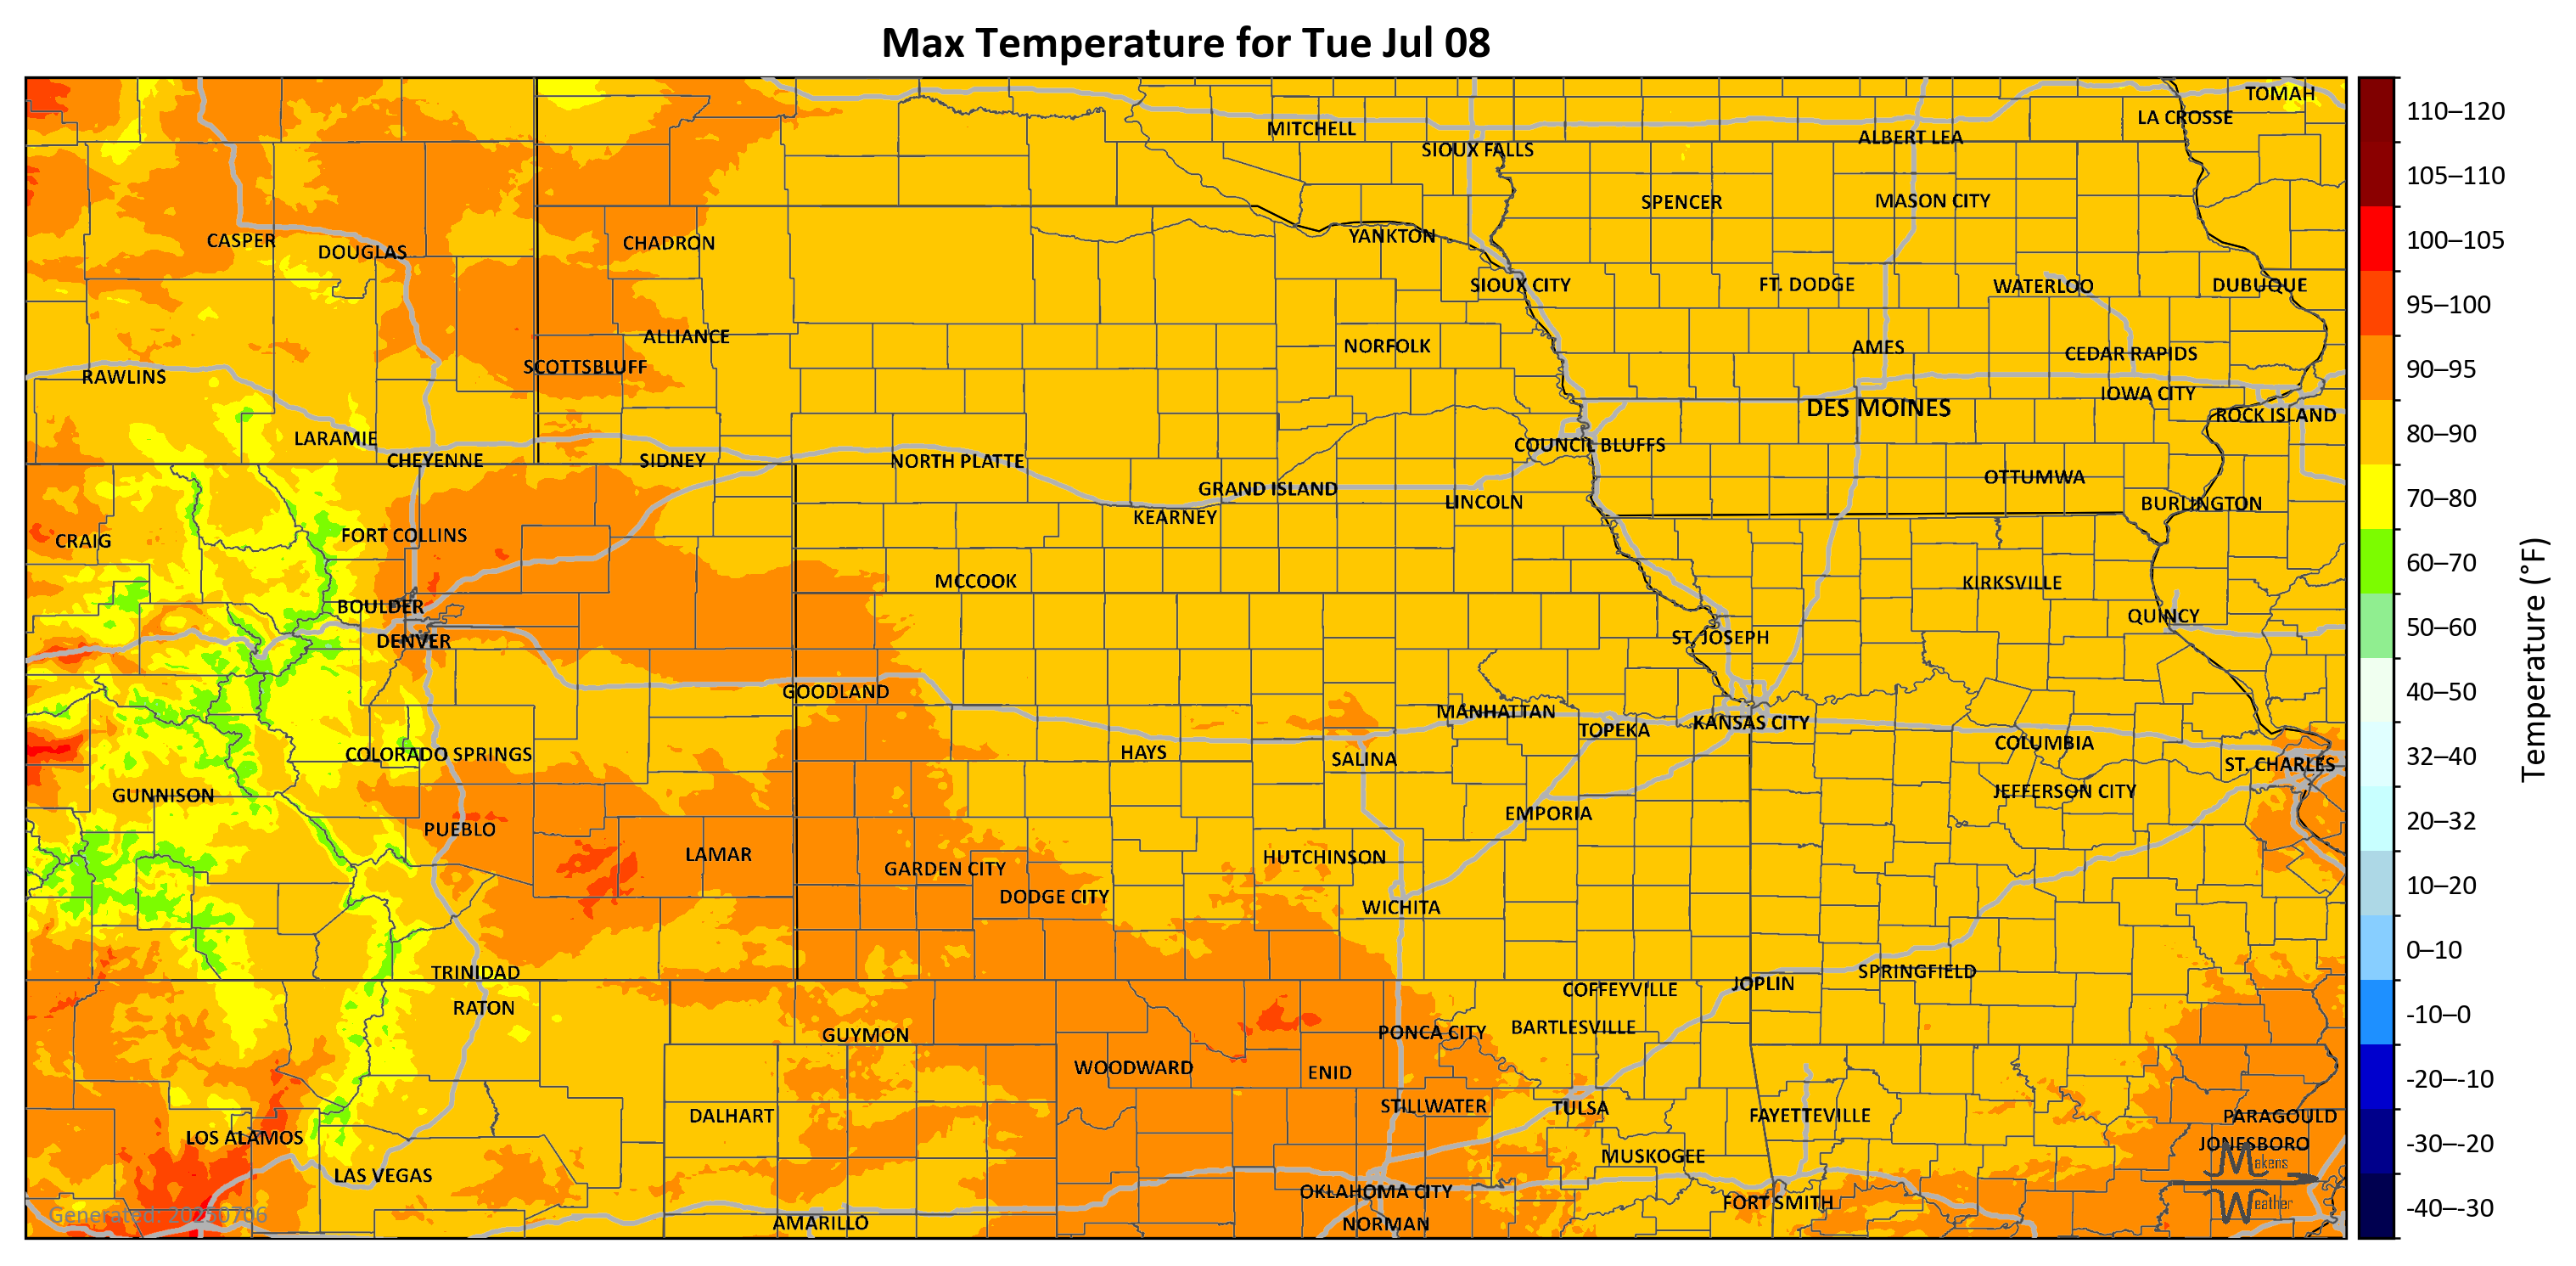 Max Temperature for Tue Jul 08
TOMAH
LA CROSSE
MITCHELL
ALBERT LEA
SIOUX FALLS
SPENCER
MASON CITY
CASPER
DOUGLAS
CHADRON
YANKTON
SIOUX CITY
FT. DODGE
WATERLOO
DUBUQUE
ALLIANCE
NORFOLK
AMES
CEDAR RAPIDS
SCOTTSBLUFF
RAWLINS
IOWA CITY
DES MOINES
ROCK ISLAND
LARAMIE
COUNCIL BLUFFS
CHEYENNE
SIDNEY
NORTH PLATTE
OTTUMWA
GRAND ISLAND
LINCOLN
BURLINGTON
KEARNEY
CRAIG
FORT COLLINS
MCCOOK
KIRKSVILLE
BOULDER
QUINCY
DENVER
ST. JOSEPH
GOODLAND
MANHATTAN
TOPEKA
KANSAS CITY
COLUMBIA
COLORADO SPRINGS
HAYS
SALINA
ST. CHARLES
GUNNISON
JEFFERSON CITY
EMPORIA
PUEBLO
LAMAR
HUTCHINSON
GARDEN CITY
DODGE CITY
WICHITA
TRINIDAD
SPRINGFIELD
JOPLIN
COFFEYVILLE
RATON
GUYMON
PONCA CITY
BARTLESVILLE
WOODWARD
ENID
DALHART
STILLWATER
TULSA
FAYETTEVILLE
PARAGOULD
LOS ALAMOS
JONESBORO
MUSKOGEE
LAS VEGAS
OKLAHOMA CITY
FORT SMITH
AMARILLO
NORMAN
Generated: 20250706
Makens
Weather
110–120
105–110
100–105
95–100
90–95
80–90
70–80
60–70
50–60
40–50
32–40
20–32
10–20
0–10
-10–0
-20–-10
-30–-20
-40–-30
Temperature (°F)